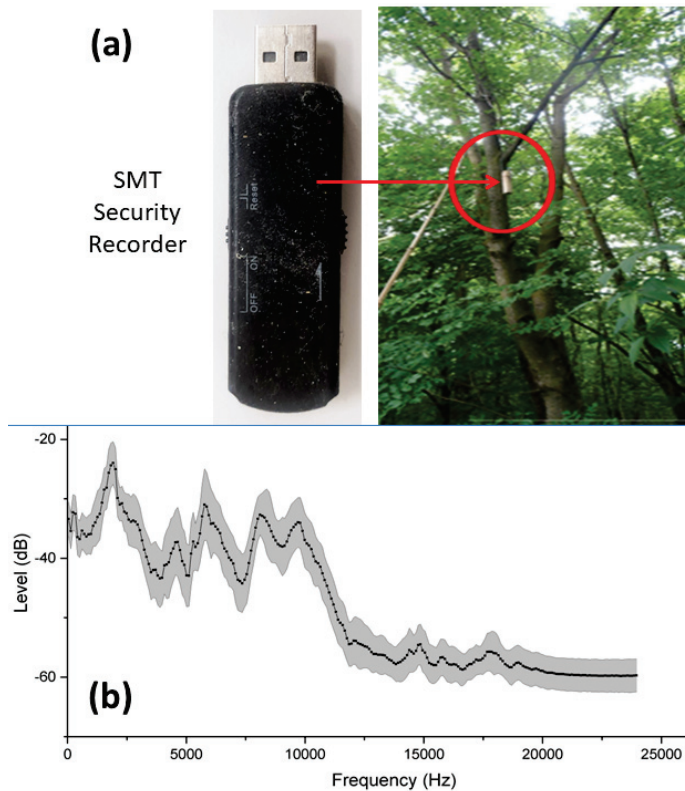 (a)
SMT
Security
Recorder
Reset
OFF ON
-20
-40
-60
Level (dB)
(b)
0
5000
10000
15000
20000
25000
Frequency (Hz)